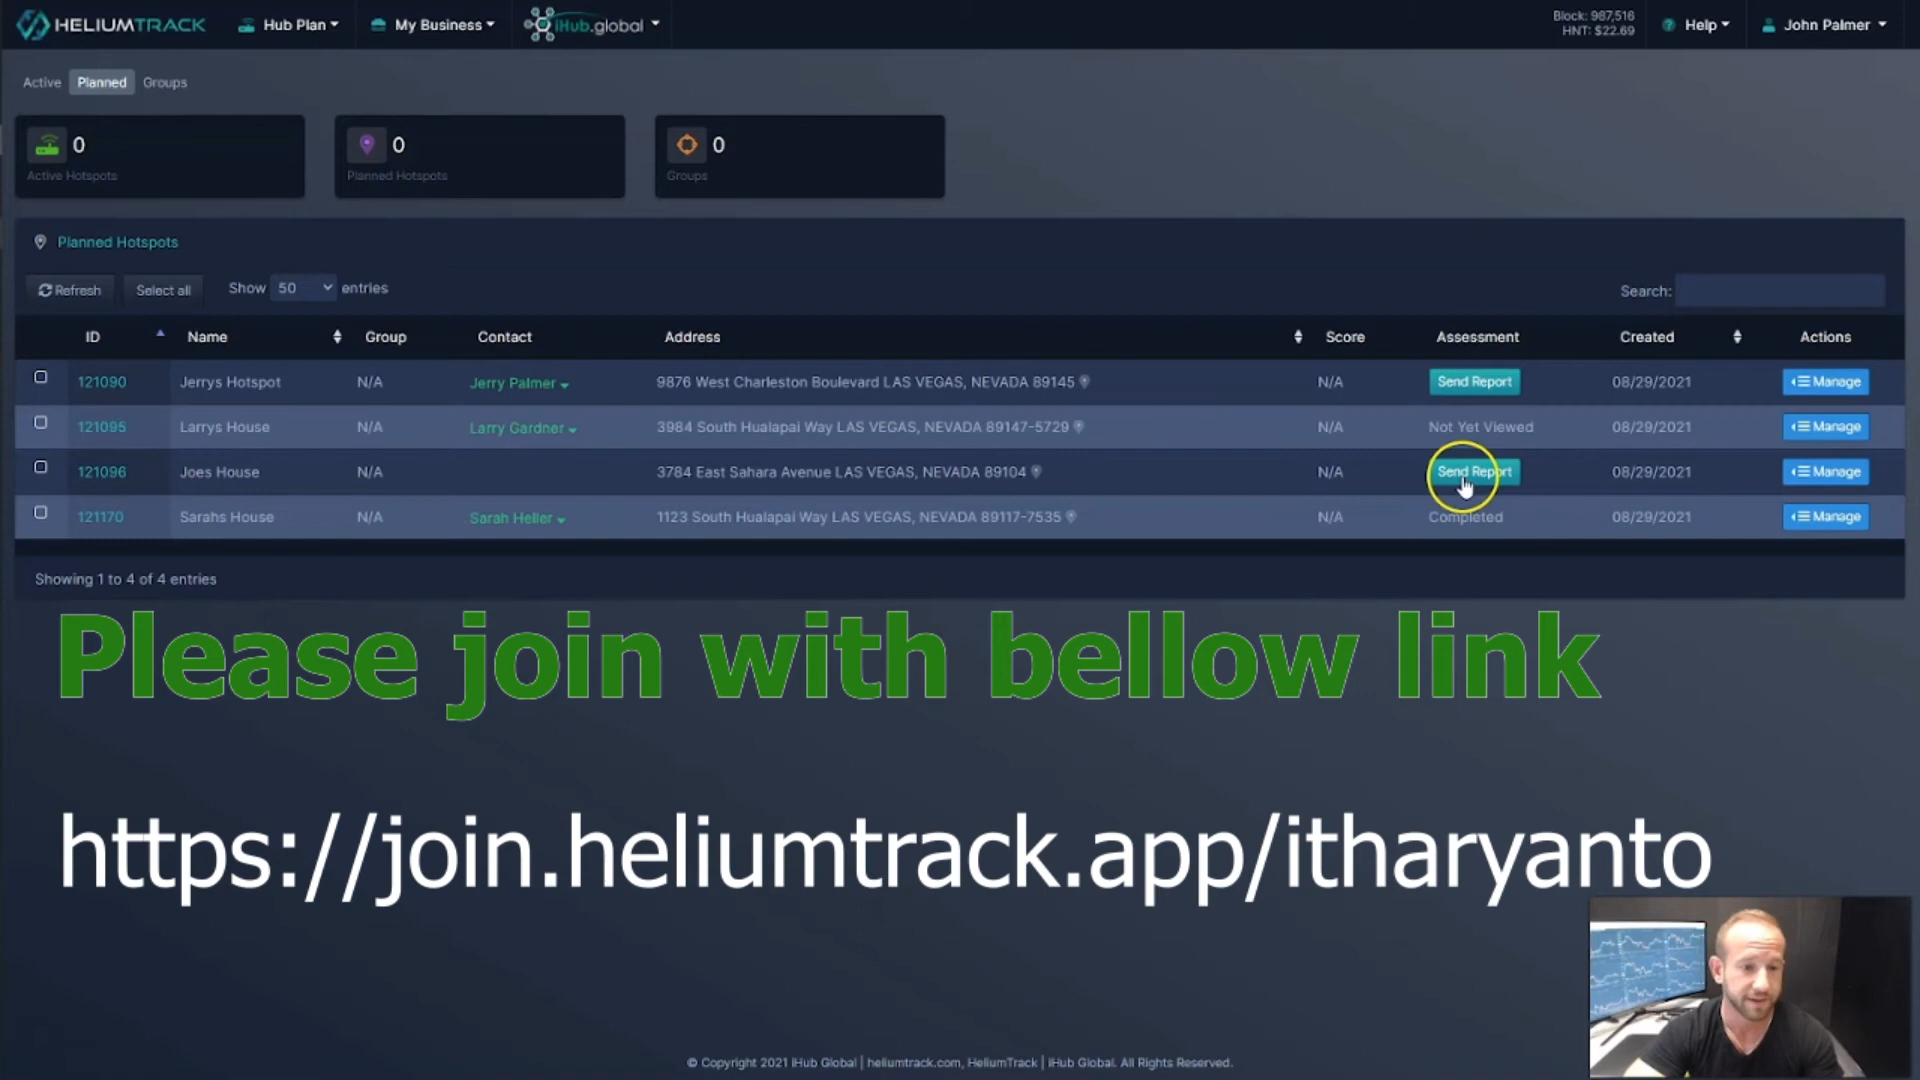 HELIUMTRACK Hub Plan My Business iHub.global Block: 987,516 Help John Palmer
HNT: $22.69
Active Planned Groups
0 0 0
Active Hotspots Planned Hotspots Groups
Planned Hotspots
Refresh Select all Show 50 entries Search:
ID Name Group Contact Address Score Assessment Created Actions
121090 Jerrys Hotspot N/A Jerry Palmer 9876 West Charleston Boulevard LAS VEGAS, NEVADA 89145 N/A Send Report 08/29/2021 Manage
121095 Larrys House N/A Larry Gardner 3984 South Hualapai Way LAS VEGAS, NEVADA 89147-5729 N/A Not Yet Viewed 08/29/2021 Manage
121096 Joes House N/A 3784 East Sahara Avenue LAS VEGAS, NEVADA 89104 N/A Send Report 08/29/2021 Manage
121170 Sarahs House N/A Sarah Heller 1123 South Hualapai Way LAS VEGAS, NEVADA 89117-7535 N/A Completed 08/29/2021 Manage
Showing 1 to 4 of 4 entries
Please join with bellow link
https://join.heliumtrack.app/itharyanto
© Copyright 2021 iHub Global | heliumtrack.com, HeliumTrack | iHub Global. All Rights Reserved.